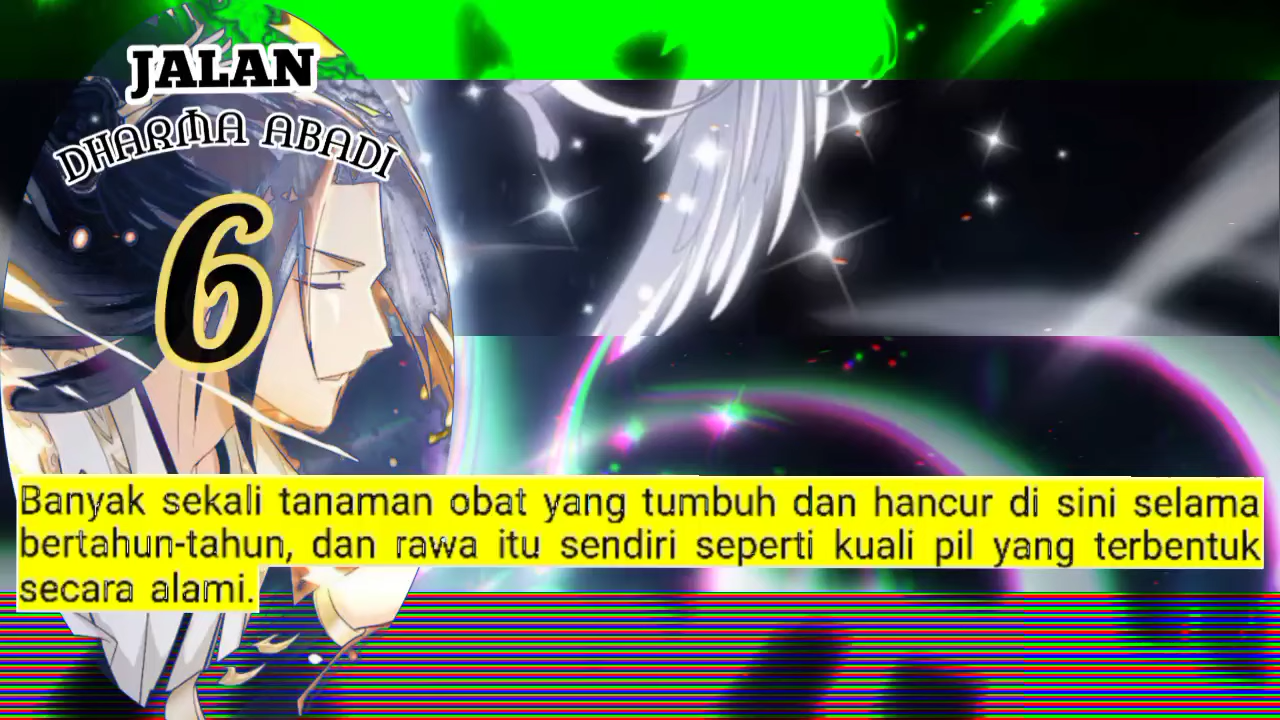 JALAN
DHARMA ABADI
6
Banyak sekali tanaman obat yang tumbuh dan hancur di sini selama
bertahun-tahun, dan rawa itu sendiri seperti kuali pil yang terbentuk
secara alami.